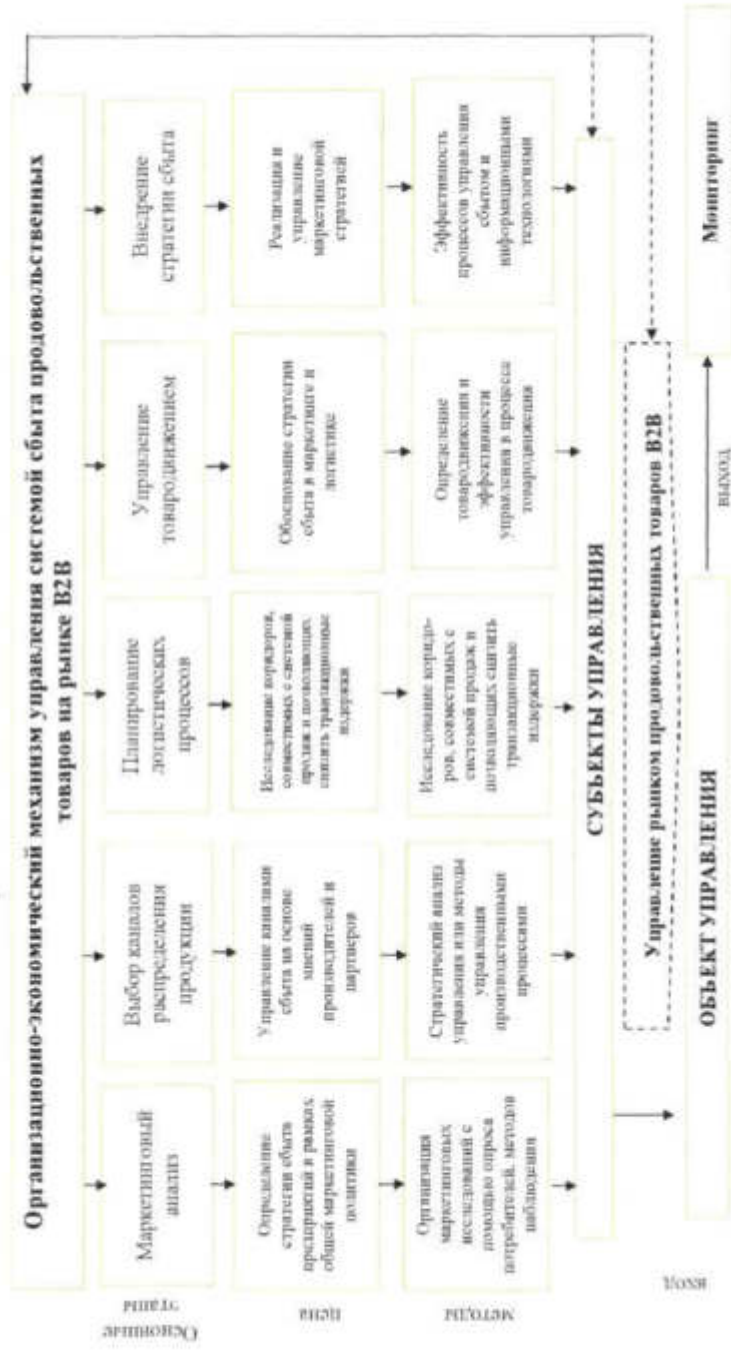 Организационно-экономический механизм управления системой сбыта продовольственных
товаров на рынке B2B
Основные
этапы
Маркетинговый
анализ
Выбор каналов
распределения
продукции
Планирование
логистических
процессов
Управление
товародвижением
Внедрение
стратегии сбыта
цена
Определение
стратегии сбыта
предприятий в рамках
общей маркетинговой
политики
Управление каналами
сбыта на основе
мнений
производителей и
партнеров
Исследование коридоров,
совместимых с системой
продаж и позволяющих
снизить транзакционные
издержки
Обоснование стратегии
сбыта в маркетинге и
логистике
Реализация и
управление
маркетинговой
стратегией
методы
Организация
маркетинговых
исследований с
помощью опроса
потребителей, методов
наблюдения
Стратегический анализ
управления или методы
управления
производственными
процессами
Исследование коридо-
ров, совместимых с
системой продаж и
позволяющих снизить
транзакционные
издержки
Определение
товародвижения и
эффективности
управления в процессе
товародвижения
Эффективность
процессов управления
сбытом и
информационными
технологиями
СУБЬЕКТЫ УПРАВЛЕНИЯ
Управление рынком продовольственных товаров B2B
вход
ОБЪЕКТ УПРАВЛЕНИЯ
выход
Мониторинг